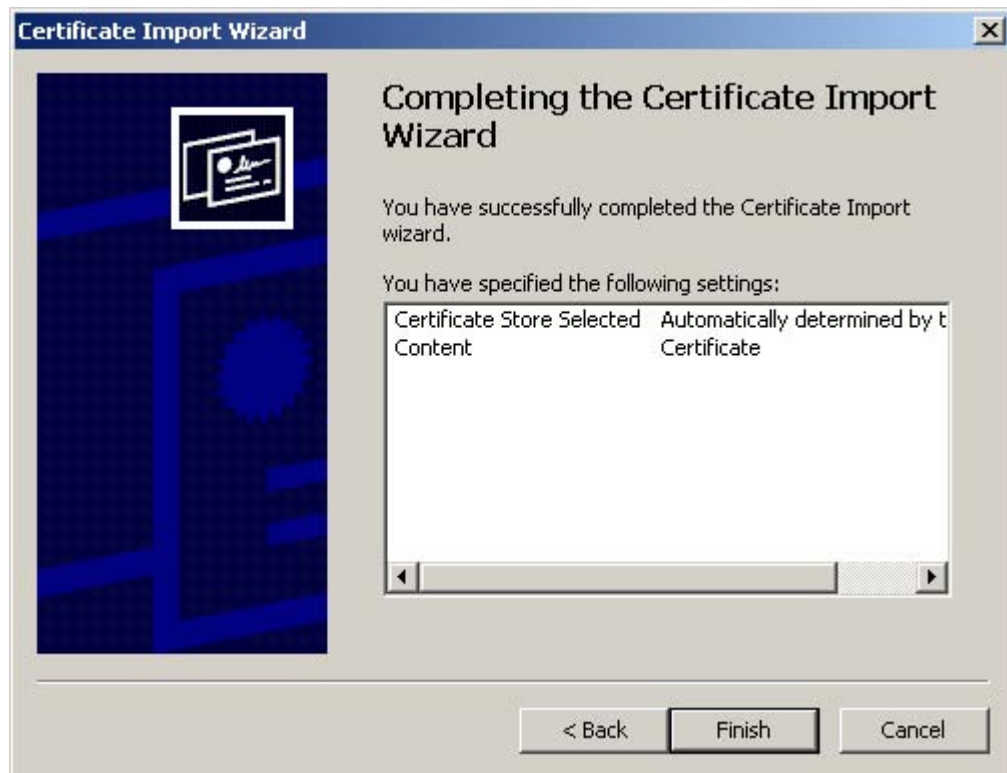 Certificate Import Wizard
Completing the Certificate Import
Wizard
You have successfully completed the Certificate Import
wizard.
You have specified the following settings:
Certificate Store Selected Automatically determined by t
Content Certificate
< Back Finish Cancel